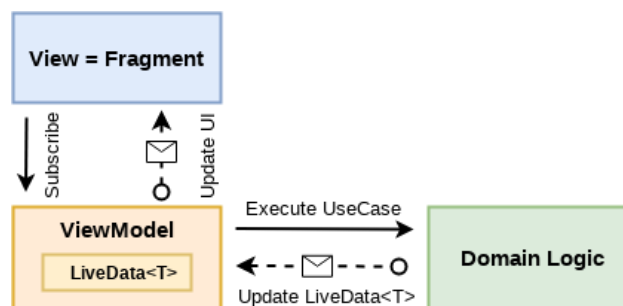 View = Fragment
Subscribe
Update UI
ViewModel
LiveData<T>
Execute UseCase
Update LiveData<T>
Domain Logic